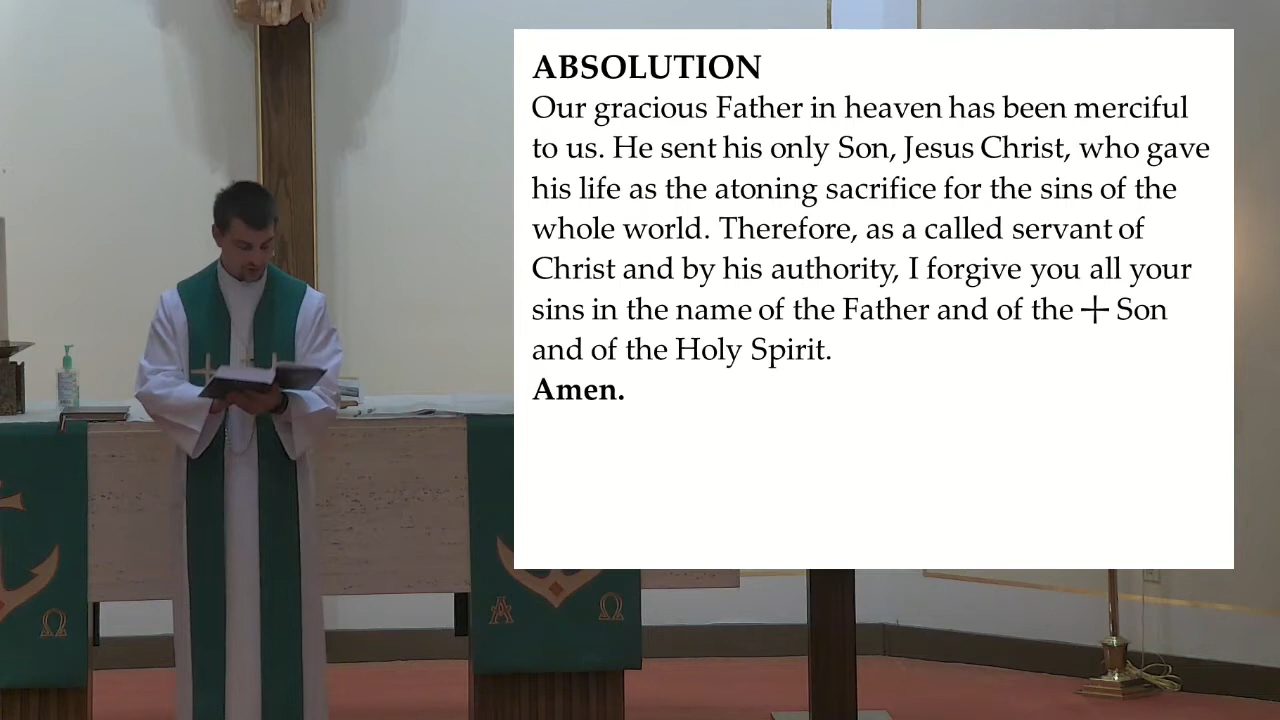 ABSOLUTION
Our gracious Father in heaven has been merciful
to us. He sent his only Son, Jesus Christ, who gave
his life as the atoning sacrifice for the sins of the
whole world. Therefore, as a called servant of
Christ and by his authority, I forgive you all your
sins in the name of the Father and of the + Son
and of the Holy Spirit.
Amen.
Ω
Α Ω